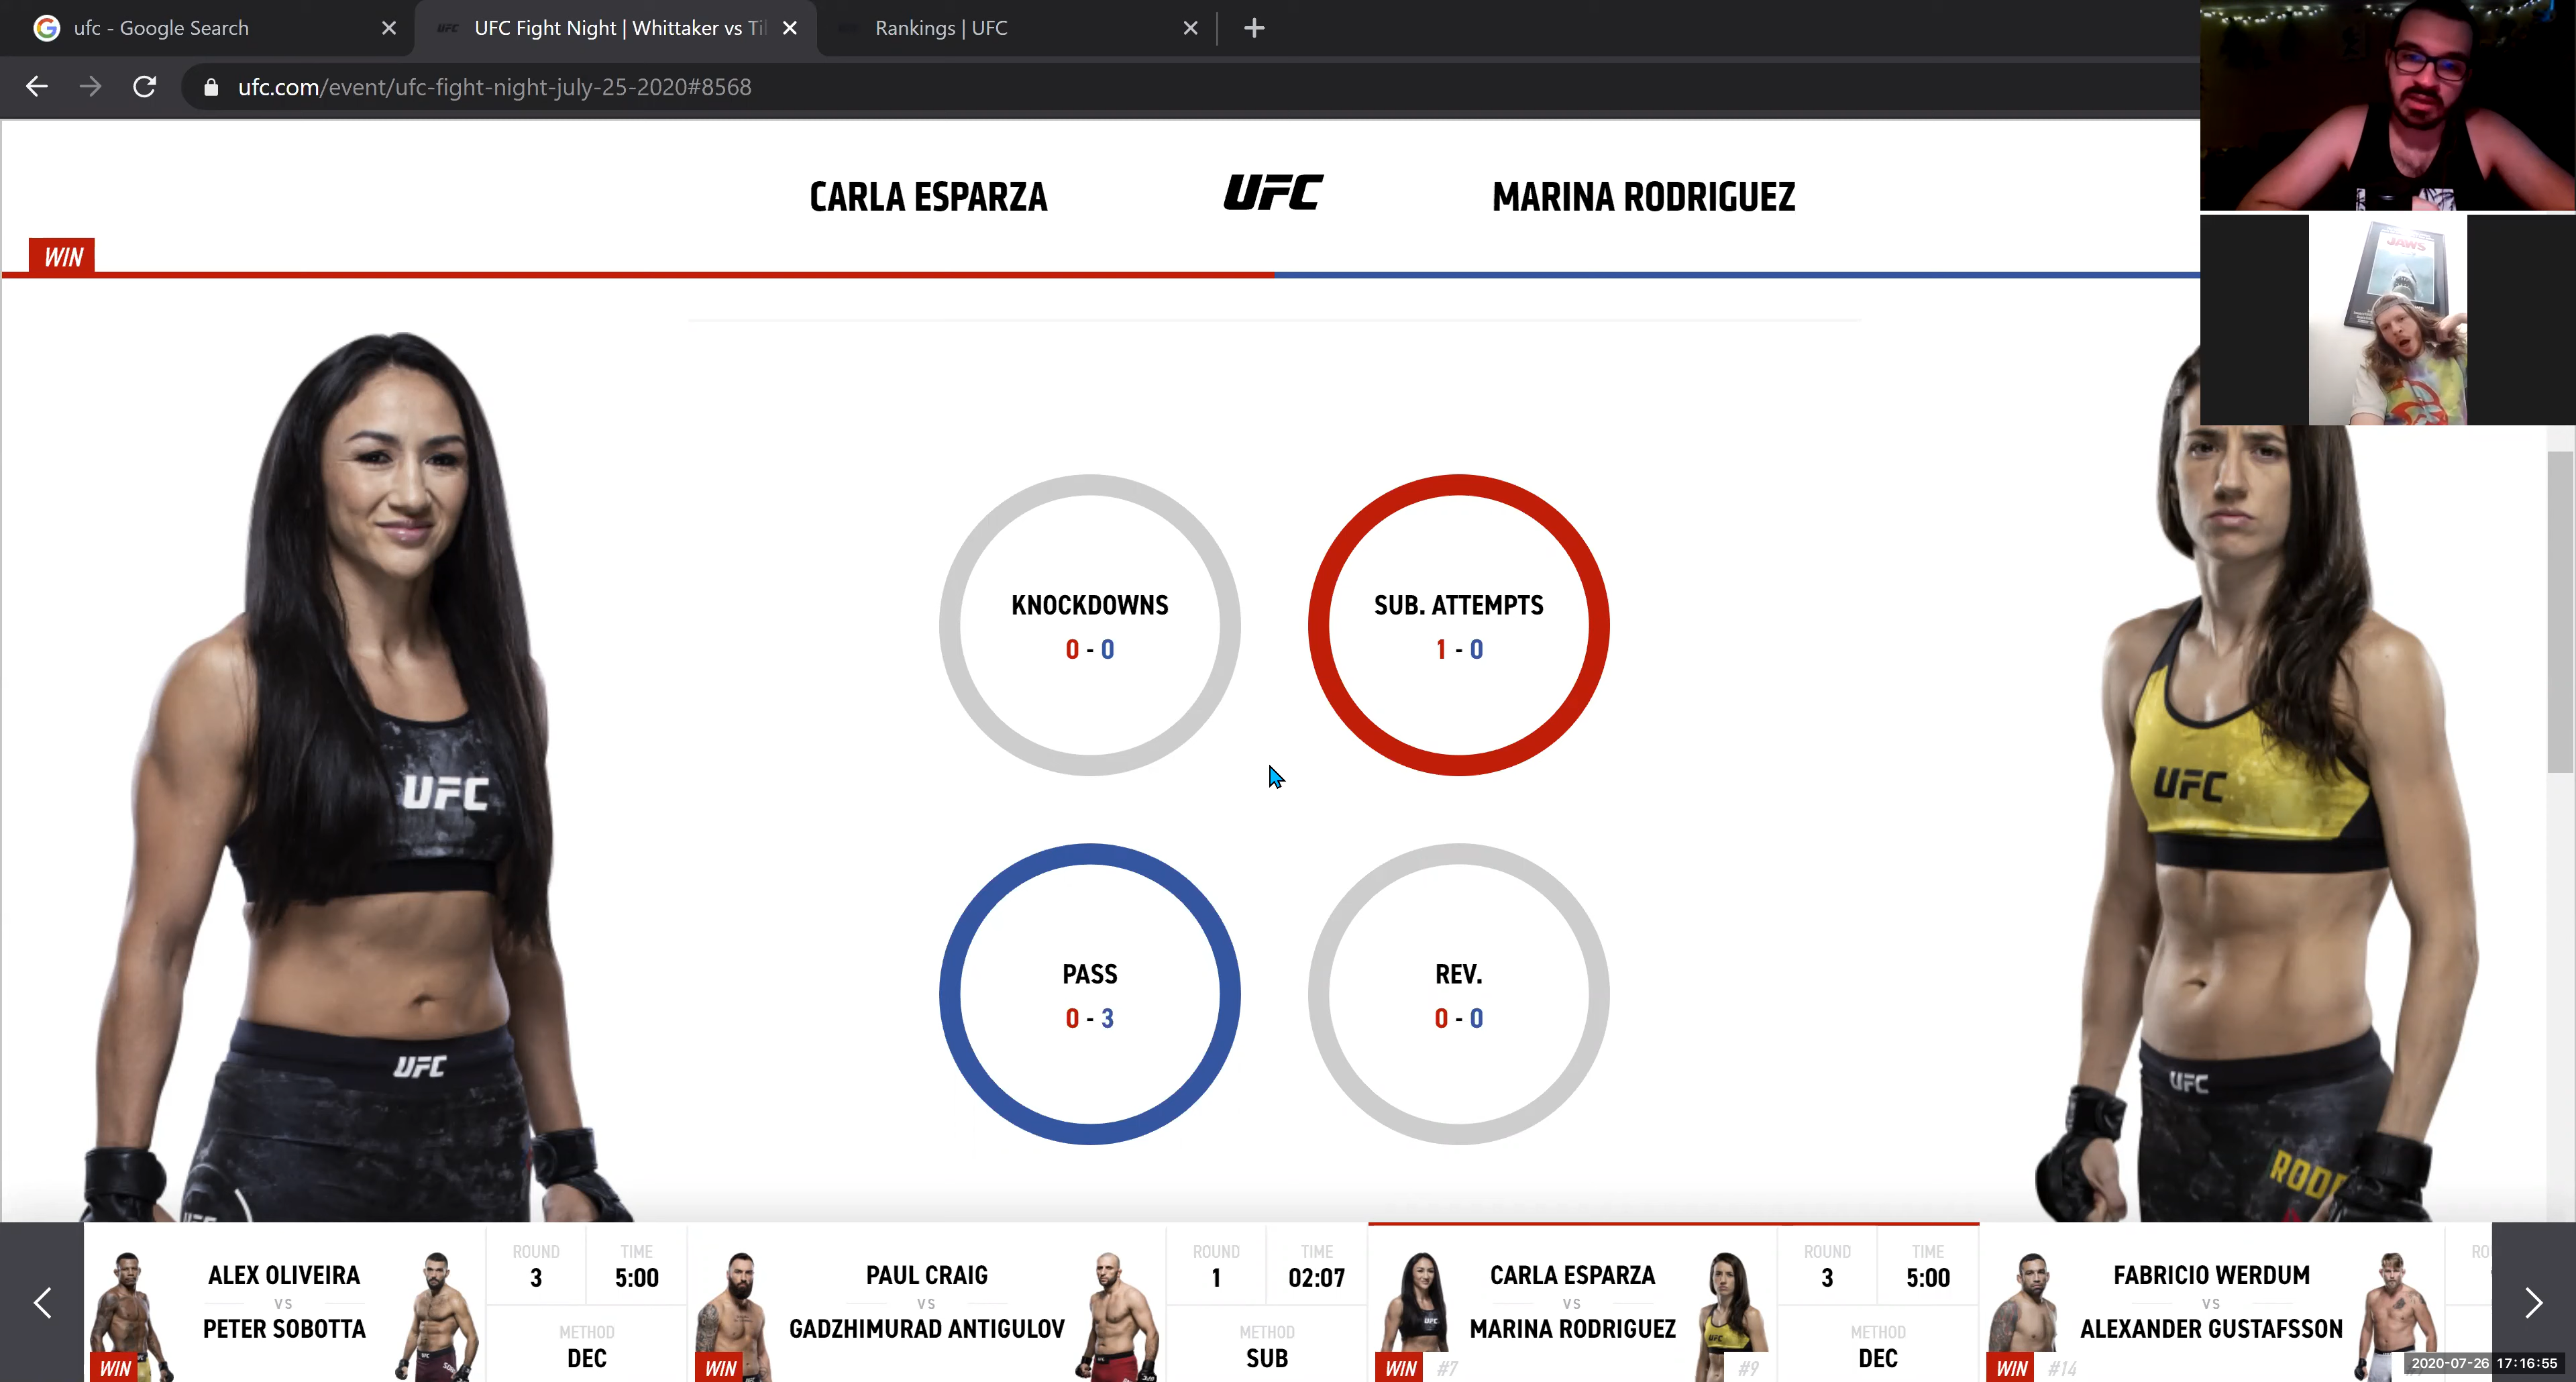 ufc - Google Search
UFC Fight Night | Whittaker vs Til
Rankings | UFC
ufc.com/event/ufc-fight-night-july-25-2020#8568
CARLA ESPARZA
UFC
MARINA RODRIGUEZ
WIN
JAWS
KNOCKDOWNS
0 - 0
SUB. ATTEMPTS
1 - 0
UFC
UFC
PASS
0 - 3
REV.
0 - 0
UFC
UFC
UFC
ALEX OLIVEIRA
VS
PETER SOBOTTA
WIN
ROUND
3
TIME
5:00
METHOD
DEC
PAUL CRAIG
VS
GADZHIMURAD ANTIGULOV
WIN
ROUND
1
TIME
02:07
METHOD
SUB
CARLA ESPARZA
VS
MARINA RODRIGUEZ
WIN
#7
#9
ROUND
3
TIME
5:00
METHOD
DEC
FABRICIO WERDUM
VS
ALEXANDER GUSTAFSSON
WIN
#14
2020-07-26 17:16:55